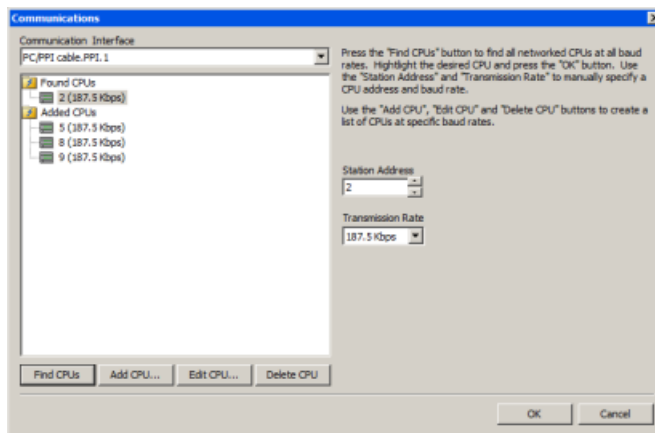 Communications
Communication Interface
PC/PPI cable.PPI.1
Found CPUs
2 (187.5 Kbps)
Added CPUs
5 (187.5 Kbps)
8 (187.5 Kbps)
9 (187.5 Kbps)
Press the "Find CPUs" button to find all networked CPUs at all baud
rates. Hightlight the desired CPU and press the "OK" button. Use
the "Station Address" and "Transmission Rate" to manually specify a
CPU address and baud rate.
Use the "Add CPU", "Edit CPU" and "Delete CPU" buttons to create a
list of CPUs at specific baud rates.
Station Address
2
Transmission Rate
187.5 Kbps
Find CPUs
Add CPU...
Edit CPU...
Delete CPU
OK
Cancel